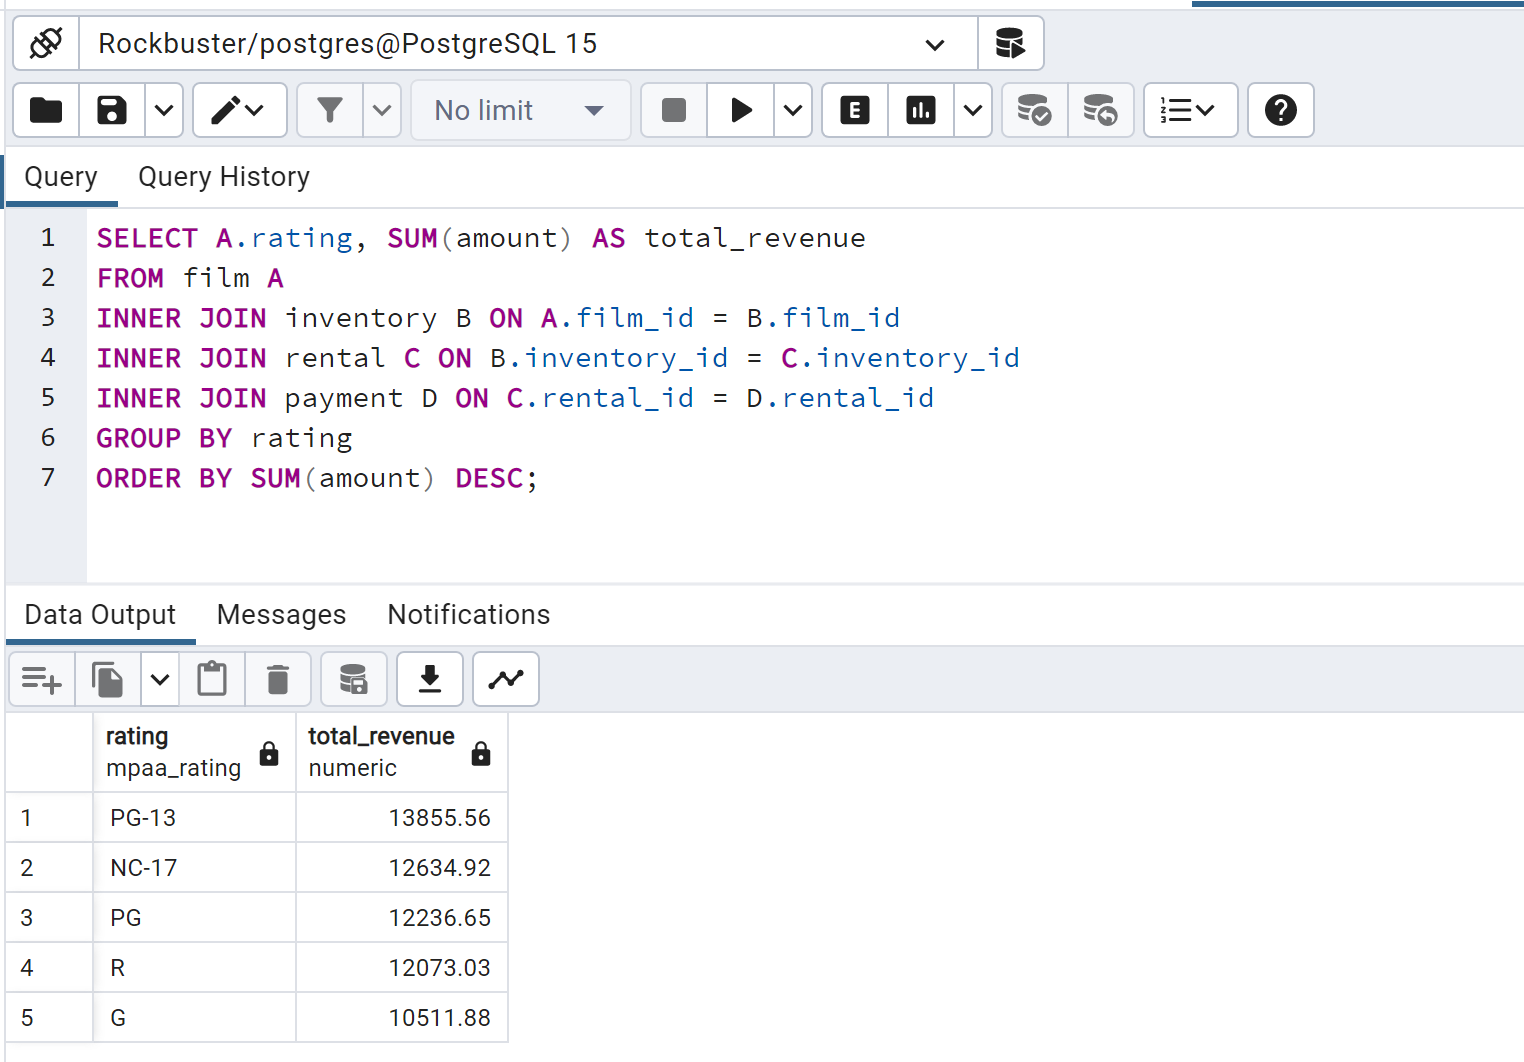 Rockbuster/postgres@PostgreSQL 15
No limit
E
Query Query History
1 SELECT A.rating, SUM(amount) AS total_revenue
2 FROM film A
3 INNER JOIN inventory B ON A.film_id = B.film_id
4 INNER JOIN rental C ON B.inventory_id = C.inventory_id
5 INNER JOIN payment D ON C.rental_id = D.rental_id
6 GROUP BY rating
7 ORDER BY SUM(amount) DESC;
Data Output Messages Notifications
rating total_revenue
mpaa_rating numeric
1 PG-13 13855.56
2 NC-17 12634.92
3 PG 12236.65
4 R 12073.03
5 G 10511.88